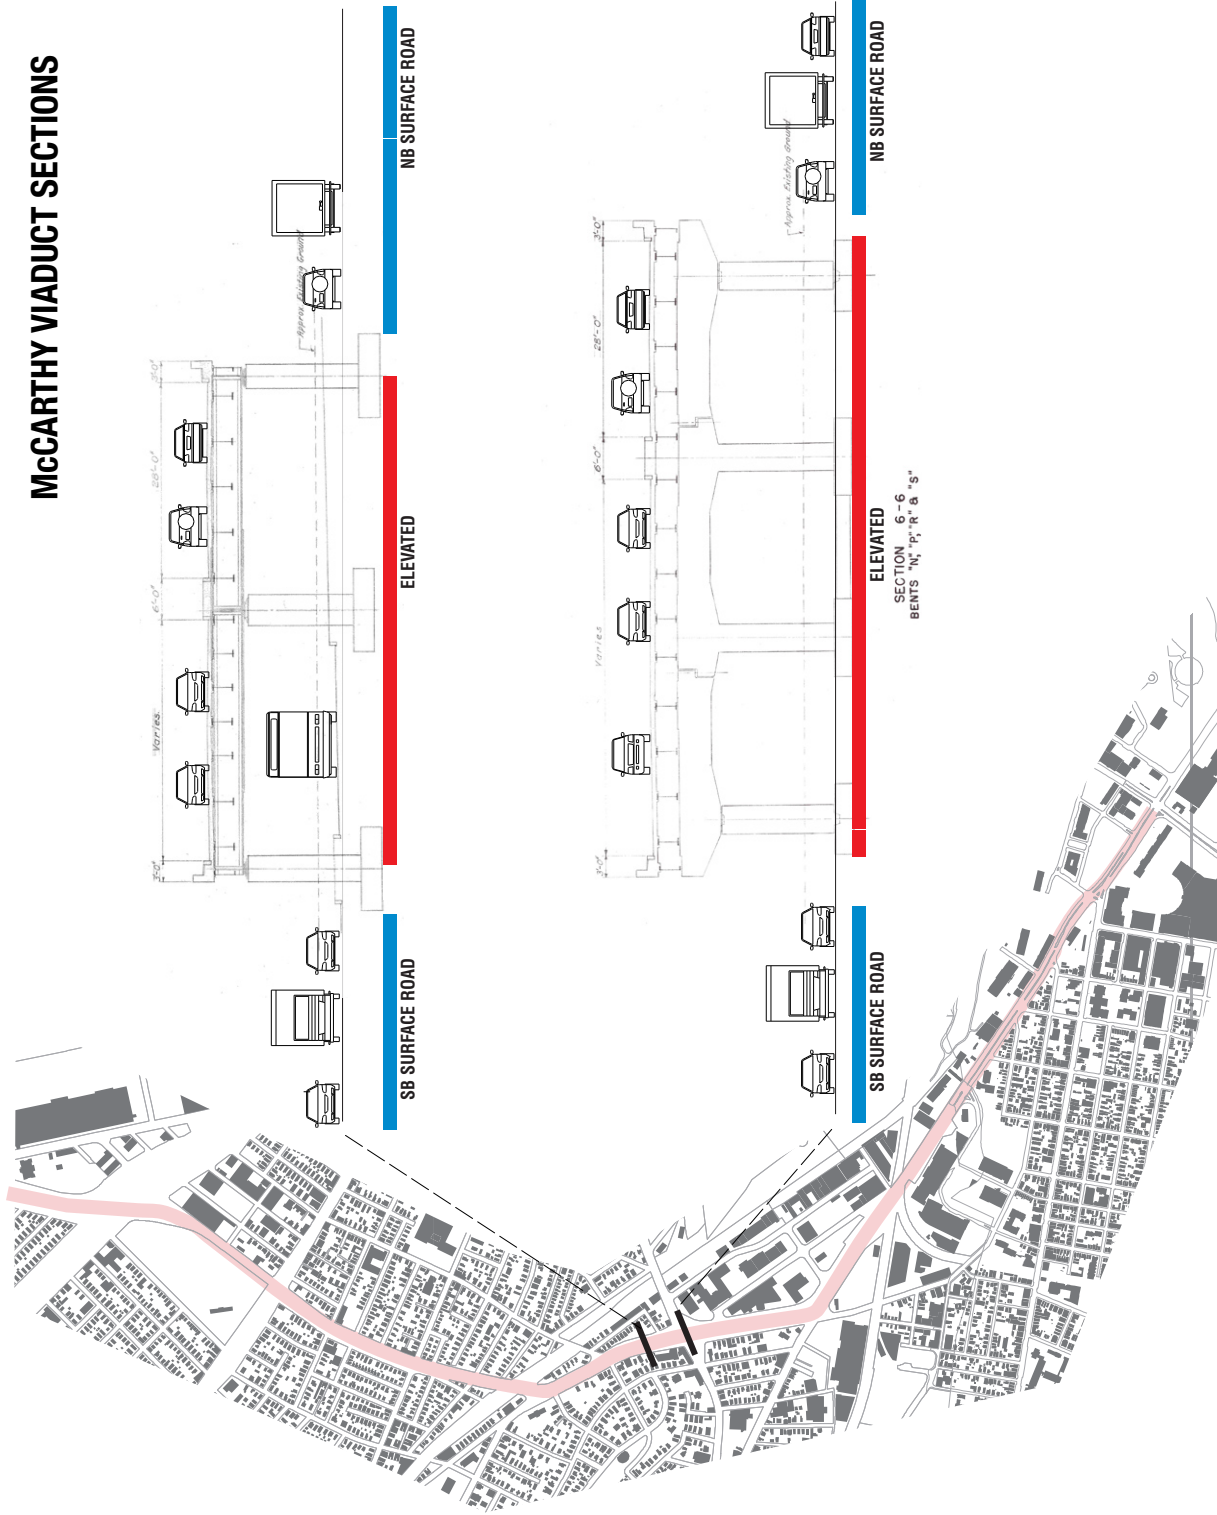 McCARTHY VIADUCT SECTIONS
3'-0"
Varies
6'-0"
28'-0"
3'-0"
Approx. Existing Ground
SB SURFACE ROAD
ELEVATED
NB SURFACE ROAD
3'-0"
Varies
6'-0"
28'-0"
3'-0"
Approx. Existing Ground
SB SURFACE ROAD
ELEVATED
NB SURFACE ROAD
SECTION 6-6
BENTS "N", "P", "R" & "S"